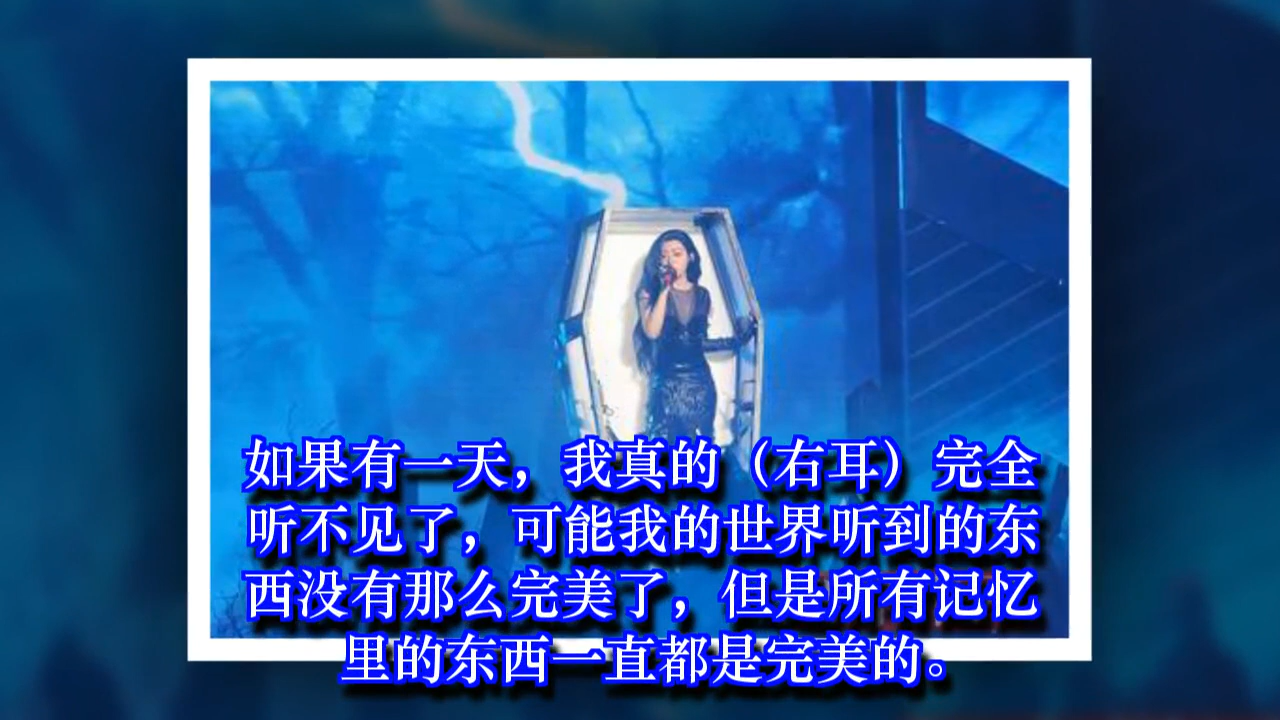 如果有一天，我真的（右耳）完全
听不见了，可能我的世界听到的东
西没有那么完美了，但是所有记忆
里的东西一直都是完美的。